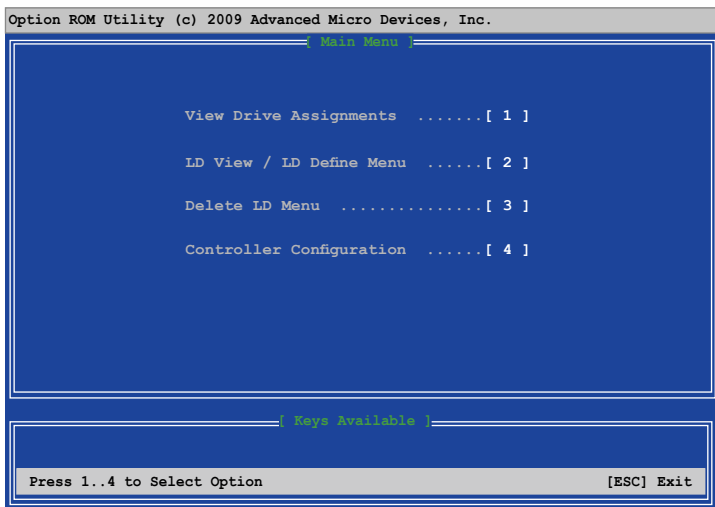 Option ROM Utility (c) 2009 Advanced Micro Devices, Inc.
[ Main Menu ]
View Drive Assignments .......[ 1 ]
LD View / LD Define Menu ......[ 2 ]
Delete LD Menu ...............[ 3 ]
Controller Configuration ......[ 4 ]
[ Keys Available ]
Press 1..4 to Select Option [ESC] Exit